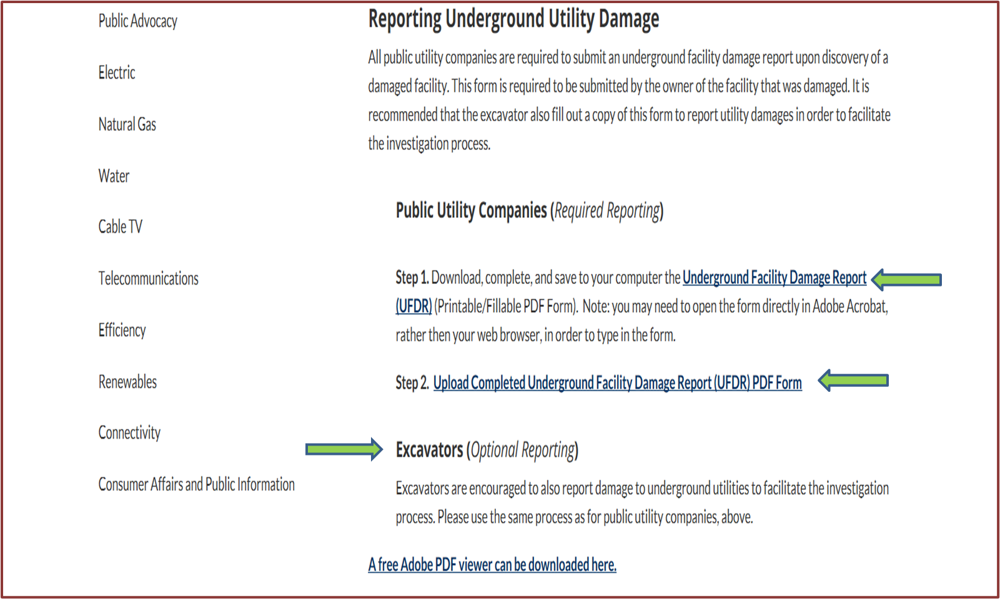 Public Advocacy
Electric
Natural Gas
Water
Cable TV
Telecommunications
Efficiency
Renewables
Connectivity
Consumer Affairs and Public Information
Reporting Underground Utility Damage
All public utility companies are required to submit an underground facility damage report upon discovery of a
damaged facility. This form is required to be submitted by the owner of the facility that was damaged. It is
recommended that the excavator also fill out a copy of this form to report utility damages in order to facilitate
the investigation process.
Public Utility Companies (Required Reporting)
Step 1. Download, complete, and save to your computer the Underground Facility Damage Report
(UFDR) (Printable/Fillable PDF Form). Note: you may need to open the form directly in Adobe Acrobat,
rather then your web browser, in order to type in the form.
Step 2. Upload Completed Underground Facility Damage Report (UFDR) PDF Form
Excavators (Optional Reporting)
Excavators are encouraged to also report damage to underground utilities to facilitate the investigation
process. Please use the same process as for public utility companies, above.
A free Adobe PDF viewer can be downloaded here.